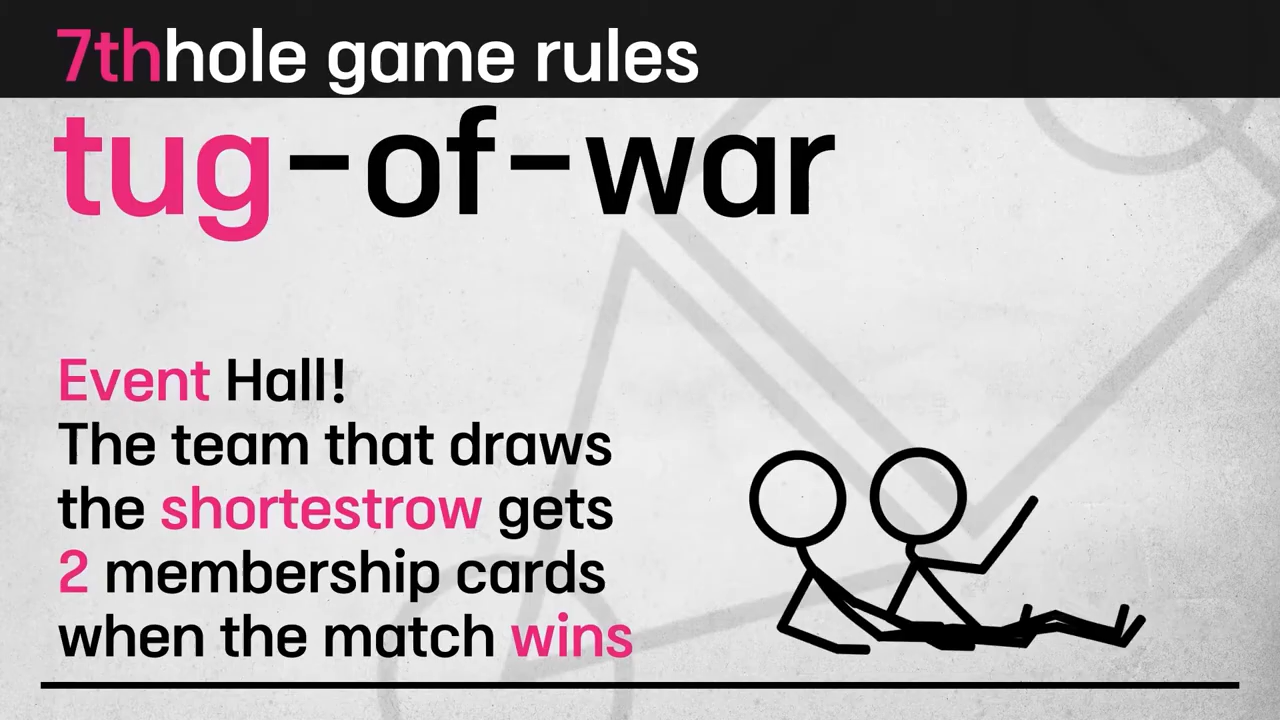 7thhole game rules
tug-of-war
Event Hall!
The team that draws
the shortestrow gets
2 membership cards
when the match wins